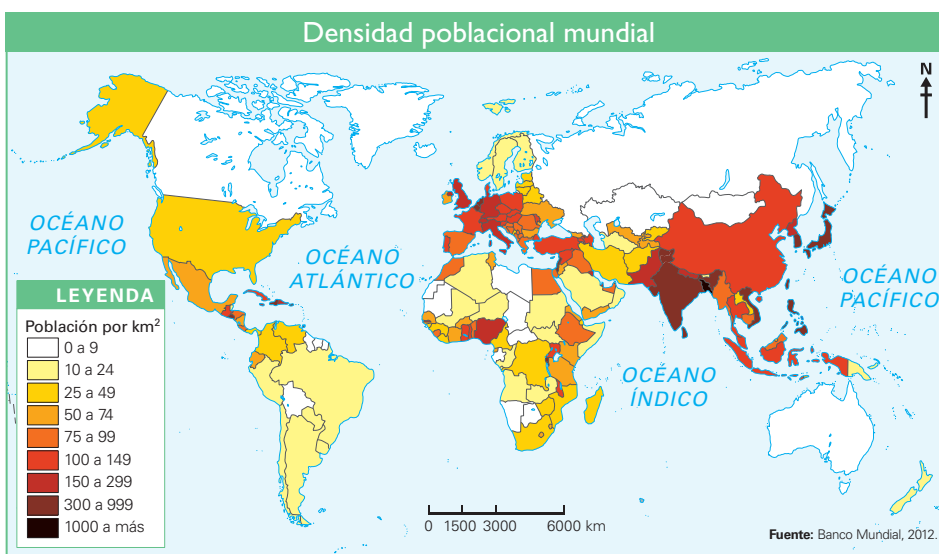 Densidad poblacional mundial
N
OCÉANO
PACÍFICO
OCÉANO
ATLÁNTICO
OCÉANO
PACÍFICO
OCÉANO
ÍNDICO
LEYENDA
Población por km²
0 a 9
10 a 24
25 a 49
50 a 74
75 a 99
100 a 149
150 a 299
300 a 999
1000 a más
0 1500 3000 6000 km
Fuente: Banco Mundial, 2012.